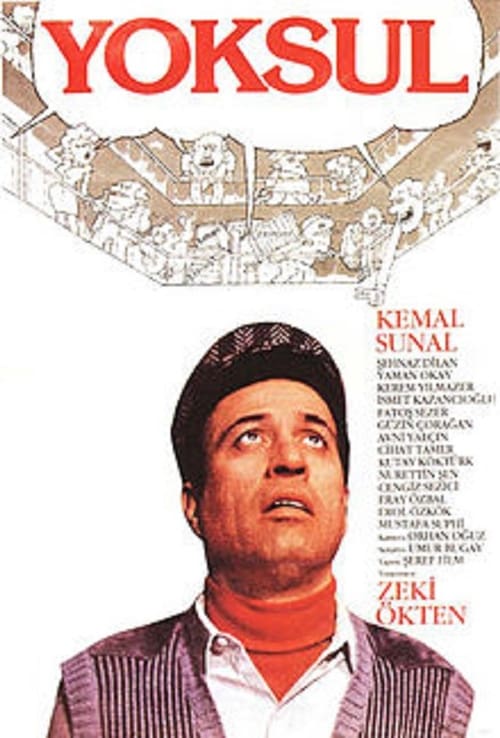 YOKSUL
KEMAL
SUNAL
ŞEHNAZ DİLAN
YAMAN OKAY
KEREM YILMAZER
İSMET KAZANCIOĞLU
FATOŞ SEZER
GÜZİN ÇORAĞAN
AVNİ YALÇIN
CİHAT TAMER
KUTAY KÖKTÜRK
NURETTİN ŞEN
CENGİZ SEZİCİ
ERAY ÖZBAL
EROL ÖZKÖK
MUSTAFA SUPHİ
ORHAN OĞUZ
UMUR BUGAY
ŞEREF FİLM
ZEKİ
ÖKTEN